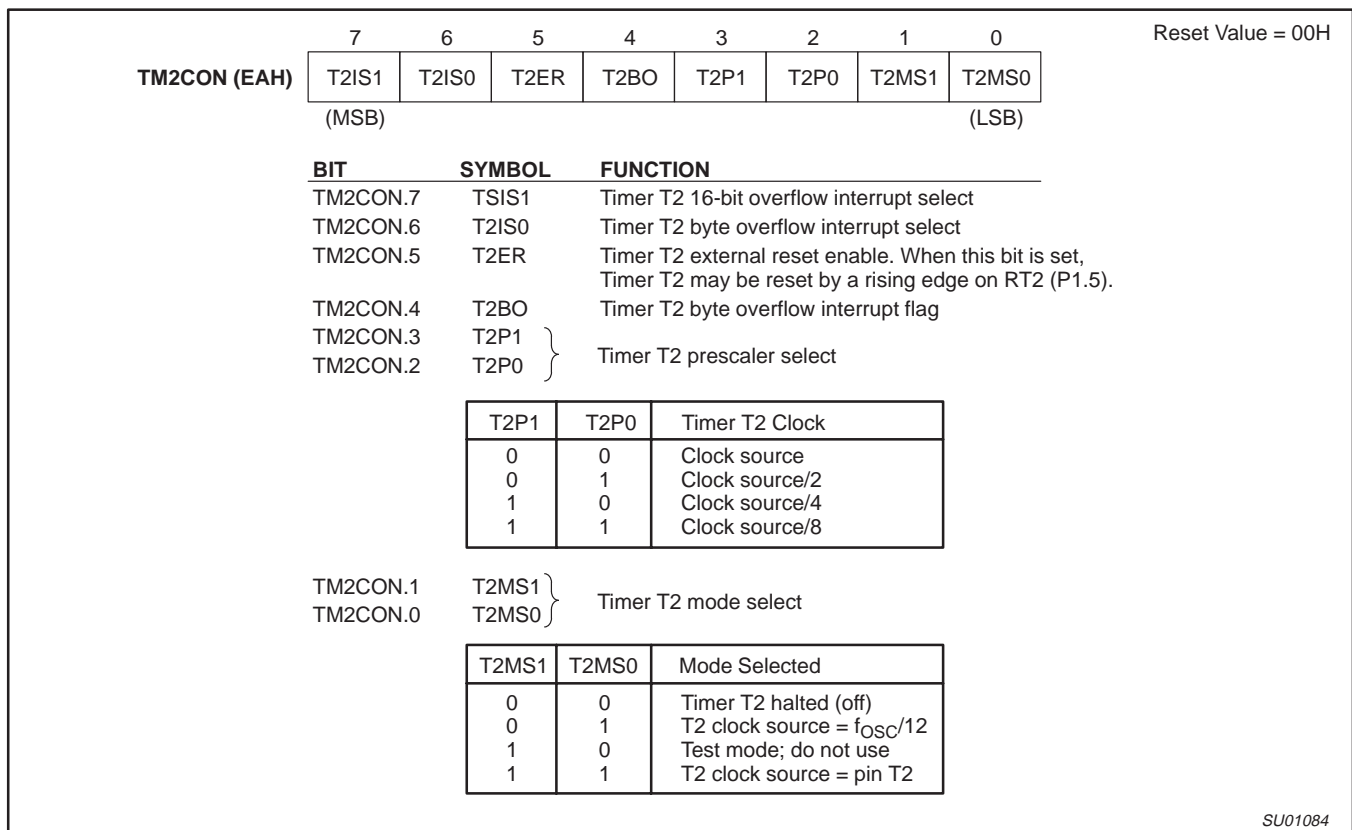 Reset Value = 00H
7 6 5 4 3 2 1 0
TM2CON (EAH) T2IS1 T2IS0 T2ER T2BO T2P1 T2P0 T2MS1 T2MS0
(MSB) (LSB)
BIT SYMBOL FUNCTION
TM2CON.7 TSIS1 Timer T2 16-bit overflow interrupt select
TM2CON.6 T2IS0 Timer T2 byte overflow interrupt select
TM2CON.5 T2ER Timer T2 external reset enable. When this bit is set,
Timer T2 may be reset by a rising edge on RT2 (P1.5).
TM2CON.4 T2BO Timer T2 byte overflow interrupt flag
TM2CON.3 T2P1
TM2CON.2 T2P0
Timer T2 prescaler select
T2P1 T2P0 Timer T2 Clock
0 0 Clock source
0 1 Clock source/2
1 0 Clock source/4
1 1 Clock source/8
TM2CON.1 T2MS1
TM2CON.0 T2MS0
Timer T2 mode select
T2MS1 T2MS0 Mode Selected
0 0 Timer T2 halted (off)
0 1 T2 clock source = fOSC/12
1 0 Test mode; do not use
1 1 T2 clock source = pin T2
SU01084